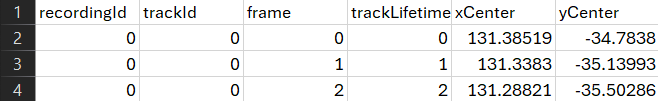 1 recordingId trackId frame trackLifetime xCenter yCenter
2 0 0 0 0 131.38519 -34.7838
3 0 0 1 1 131.3383 -35.13993
4 0 0 2 2 131.28821 -35.50286